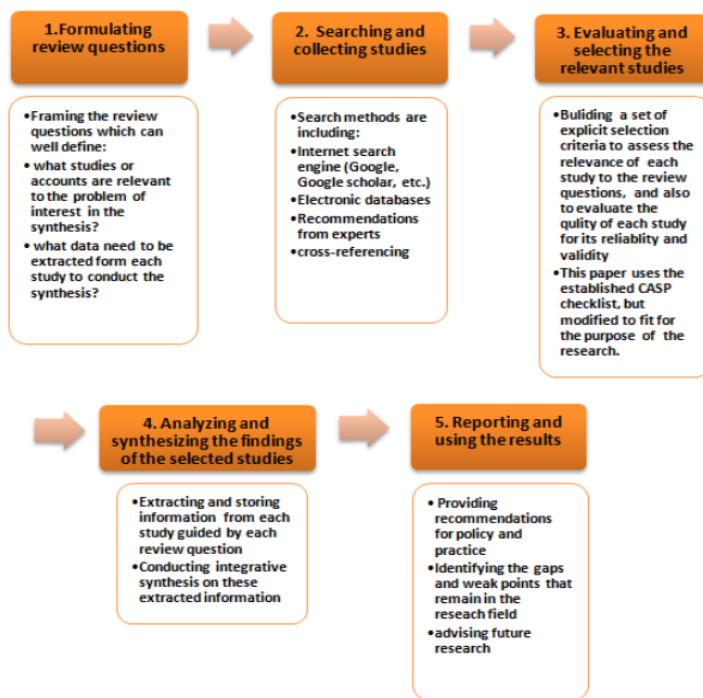 1.Formulating
review questions
•Framing the review
questions which can
well define:
• what studies or
accounts are relevant
to the problem of
interest in the
synthesis?
• what data need to be
extracted form each
study to conduct the
synthesis?
2. Searching and
collecting studies
•Search methods are
including:
•Internet search
engine (Google,
Google scholar, etc.)
•Electronic databases
•Recommendations
from experts
•cross-referencing
3. Evaluating and
selecting the
relevant studies
•Buliding a set of
explicit selection
criteria to assess the
relevance of each
study to the review
questions, and also
to evaluate the
qulity of each study
for its reliablity and
validity
•This paper uses the
established CASP
checklist, but
modified to fit for
the purpose of the
research.
4. Analyzing and
synthesizing the findings
of the selected studies
•Extracting and storing
information from each
study guided by each
review question
•Conducting integrative
synthesis on these
extracted information
5. Reporting and
using the results
• Providing
recommendations
for policy and
practice
•Identifying the gaps
and weak points that
remain in the
reseach field
•advising future
research